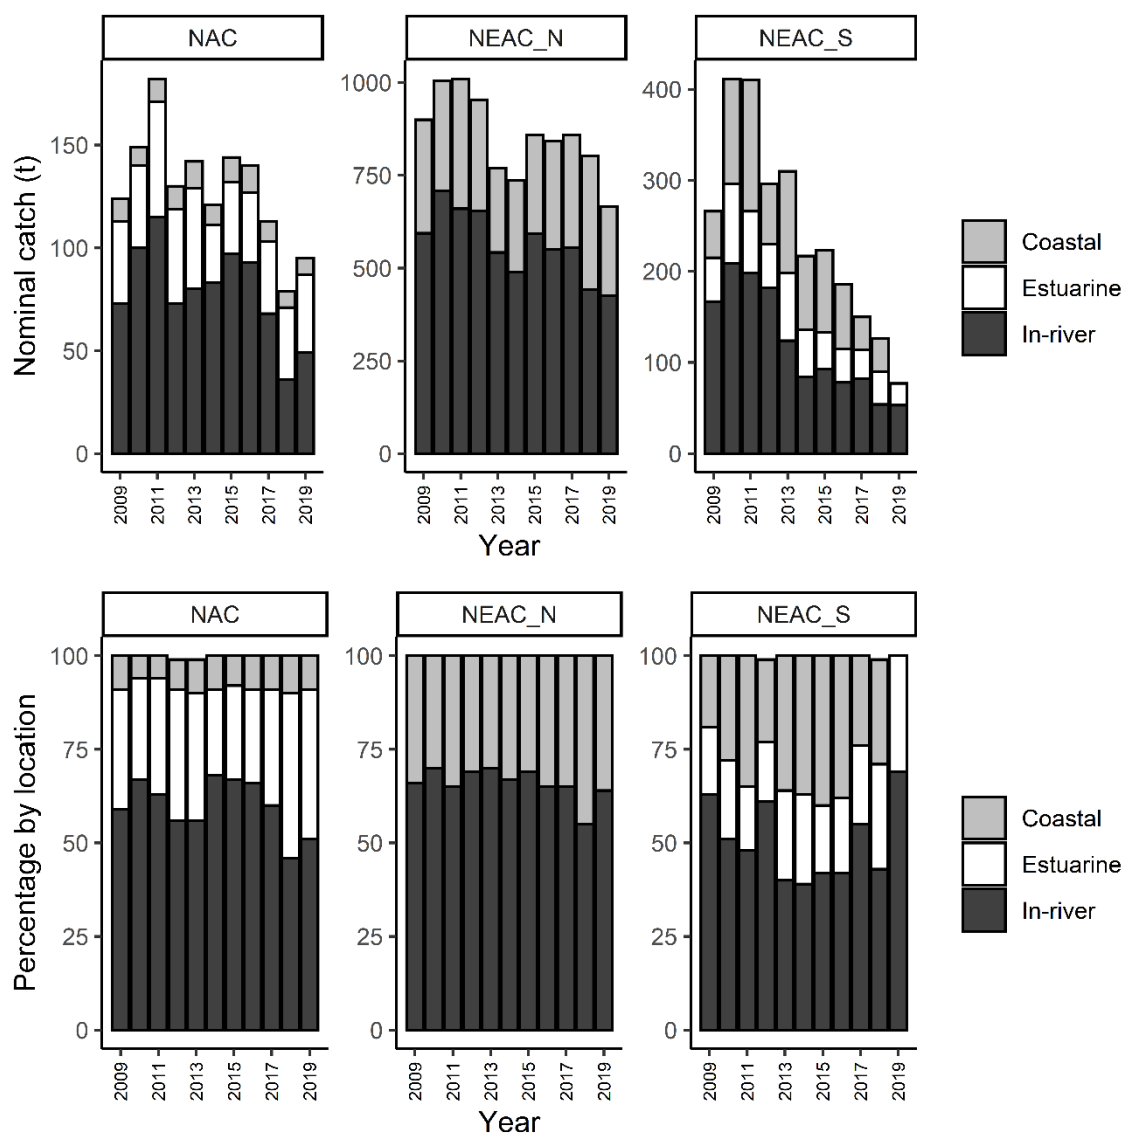 NAC NEAC_N NEAC_S
Nominal catch (t)
150
100
50
0
1000
750
500
250
0
400
300
200
100
0
2009 2011 2013 2015 2017 2019
2009 2011 2013 2015 2017 2019
2009 2011 2013 2015 2017 2019
Year
Coastal
Estuarine
In-river
NAC NEAC_N NEAC_S
Percentage by location
100
75
50
25
0
100
75
50
25
0
100
75
50
25
0
2009 2011 2013 2015 2017 2019
2009 2011 2013 2015 2017 2019
2009 2011 2013 2015 2017 2019
Year
Coastal
Estuarine
In-river